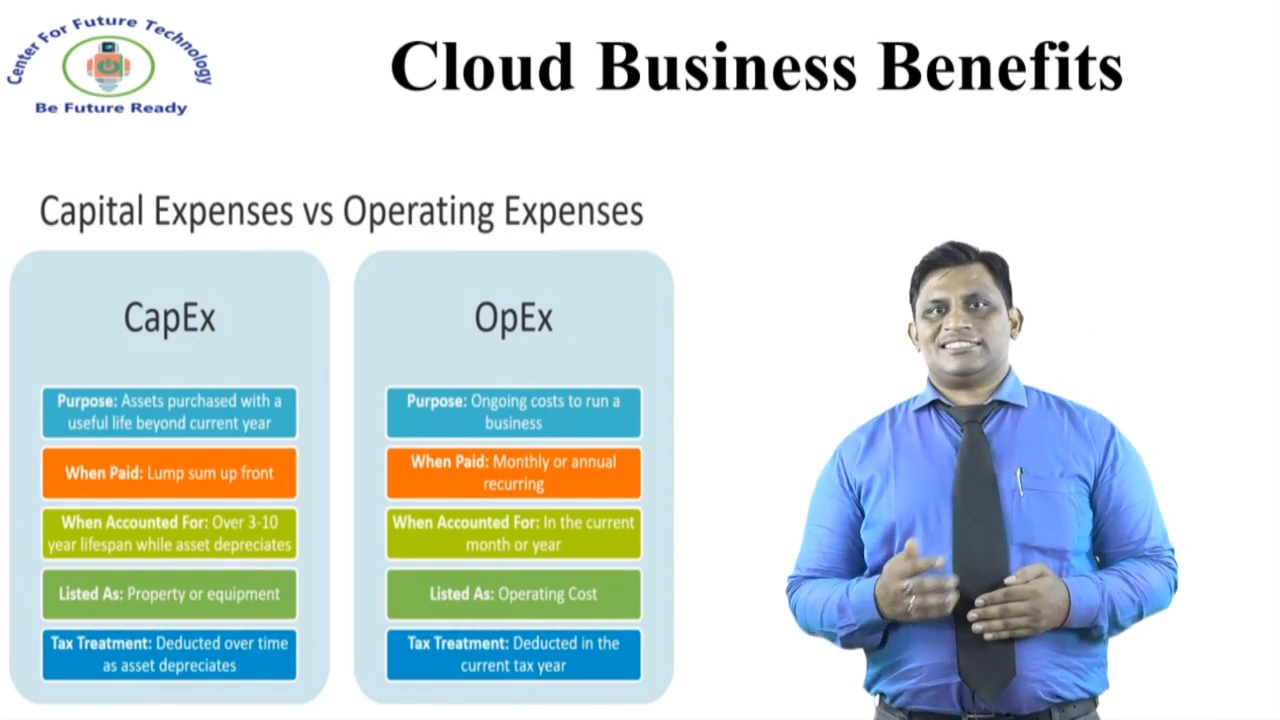 Center For Future Technology
Be Future Ready
Cloud Business Benefits
Capital Expenses vs Operating Expenses
CapEx
Purpose: Assets purchased with a
useful life beyond current year
When Paid: Lump sum up front
When Accounted For: Over 3-10
year lifespan while asset depreciates
Listed As: Property or equipment
Tax Treatment: Deducted over time
as asset depreciates
OpEx
Purpose: Ongoing costs to run a
business
When Paid: Monthly or annual
recurring
When Accounted For: In the current
month or year
Listed As: Operating Cost
Tax Treatment: Deducted in the
current tax year